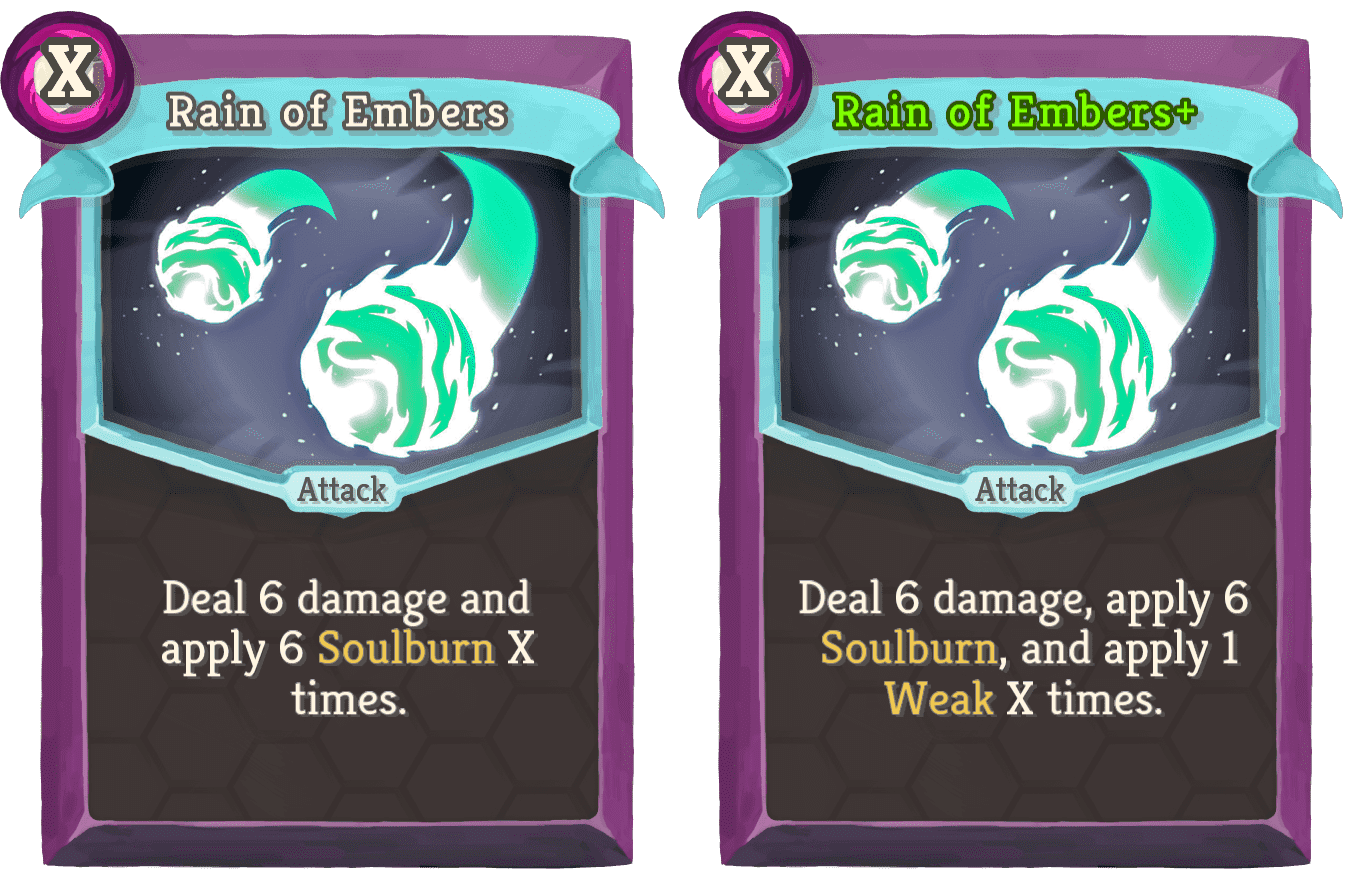 X
Rain of Embers
Attack
Deal 6 damage and
apply 6 Soulburn X
times.
X
Rain of Embers+
Attack
Deal 6 damage, apply 6
Soulburn, and apply 1
Weak X times.